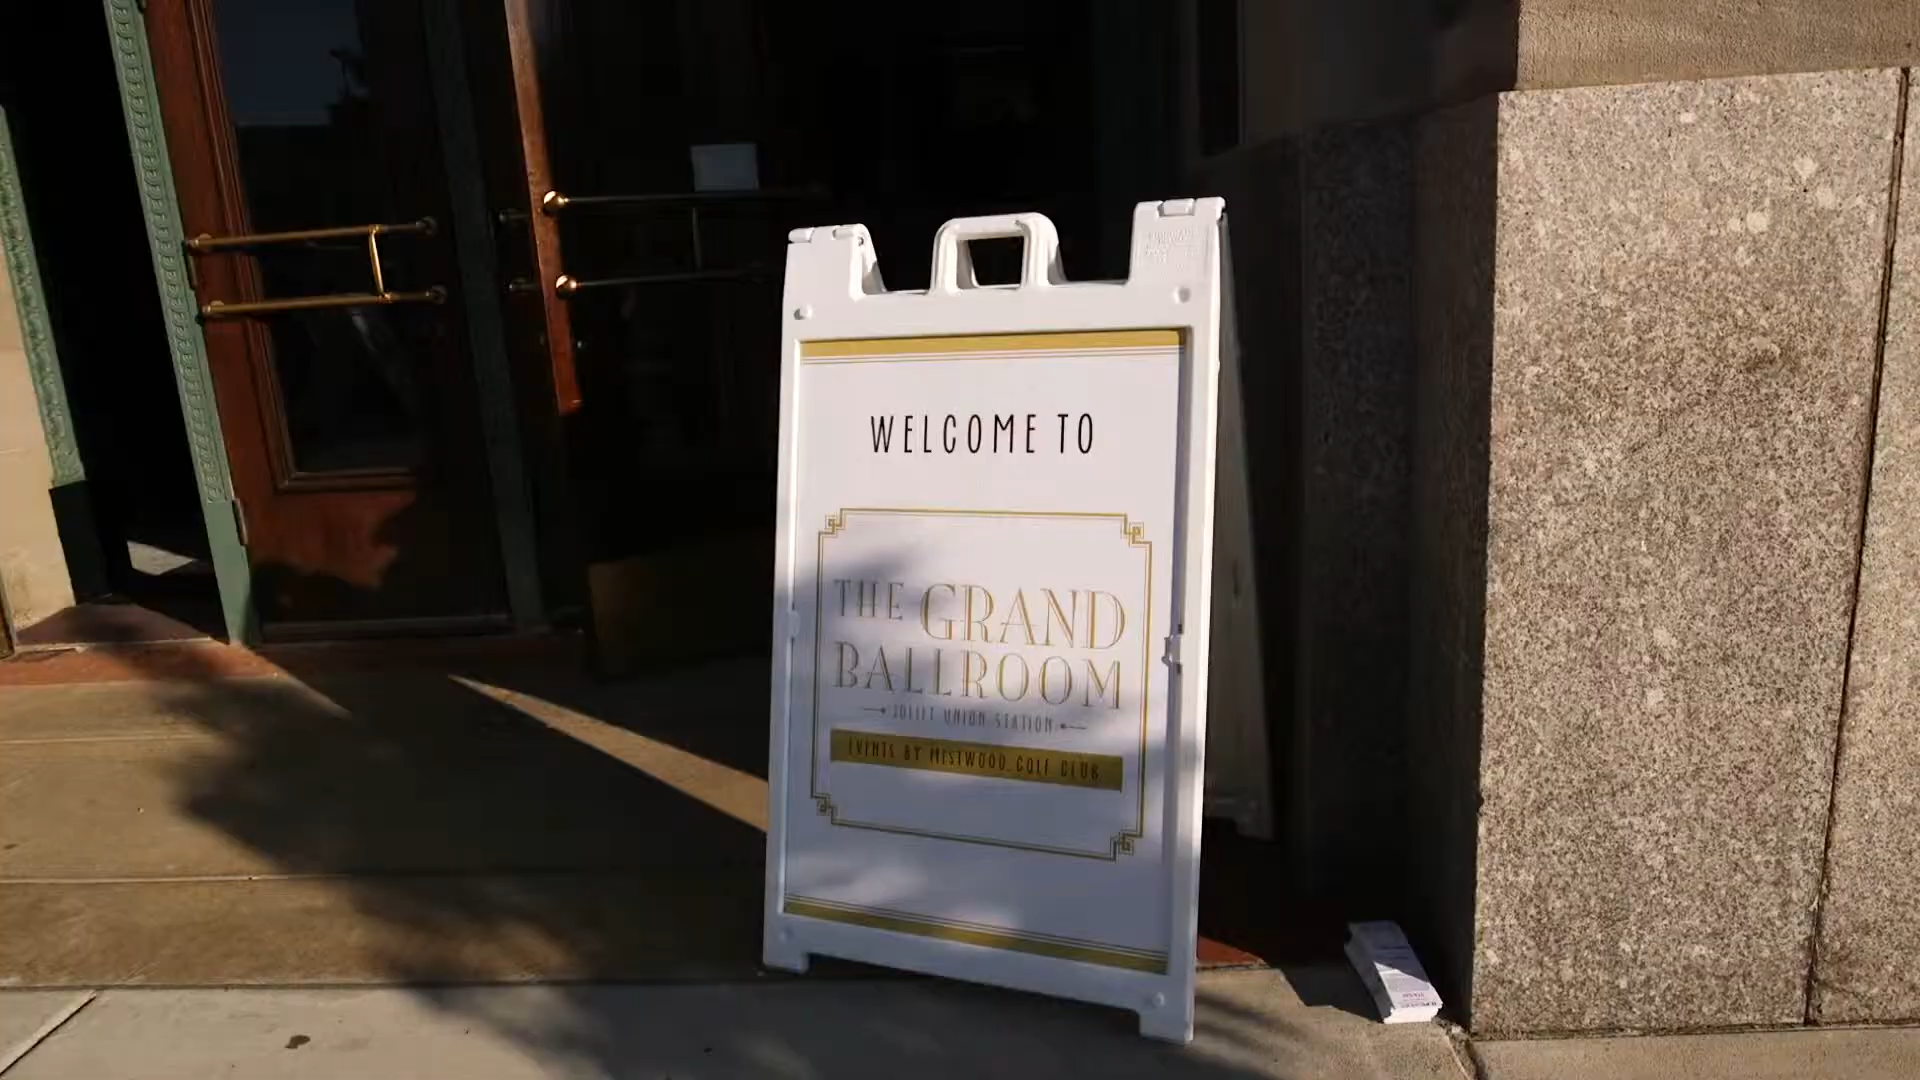 WELCOME TO
THE GRAND
BALLROOM
JOLIET UNION STATION
EVENTS BY MISTWOOD GOLF CLUB